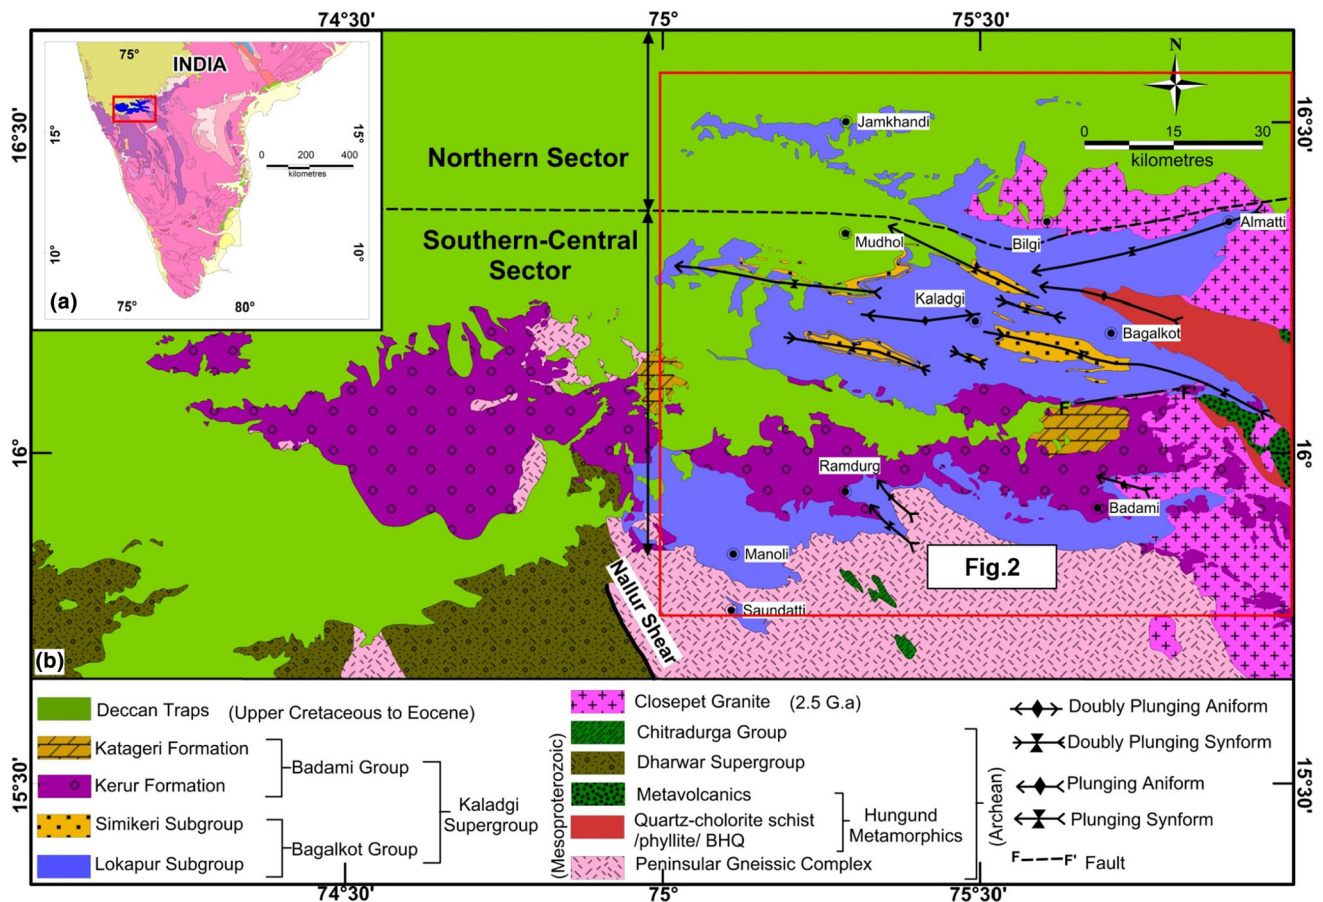 74°30'
75°
75°30'
75°
INDIA
15°
15°
0 200 400
kilometres
10°
10°
75°
80°
(a)
16°30'
16°30'
N
0 15 30
kilometres
Northern Sector
Southern-Central
Sector
Jamkhandi
Mudhol
Bilgi
Almatti
Kaladgi
Bagalkot
F
F'
16°
16°
Ramdurg
Badami
Manoli
Fig.2
Saundatti
Nallur Shear
(b)
Deccan Traps (Upper Cretaceous to Eocene)
Katageri Formation
Kerur Formation
Badami Group
Simikeri Subgroup
Lokapur Subgroup
Bagalkot Group
Kaladgi
Supergroup
(Mesoproterozoic)
Closepet Granite (2.5 G.a)
Chitradurga Group
Dharwar Supergroup
Metavolcanics
Quartz-cholorite schist
/phyllite/ BHQ
Peninsular Gneissic Complex
Hungund
Metamorphics
(Archean)
Doubly Plunging Aniform
Doubly Plunging Synform
Plunging Aniform
Plunging Synform
F F' Fault
15°30'
15°30'
74°30'
75°
75°30'